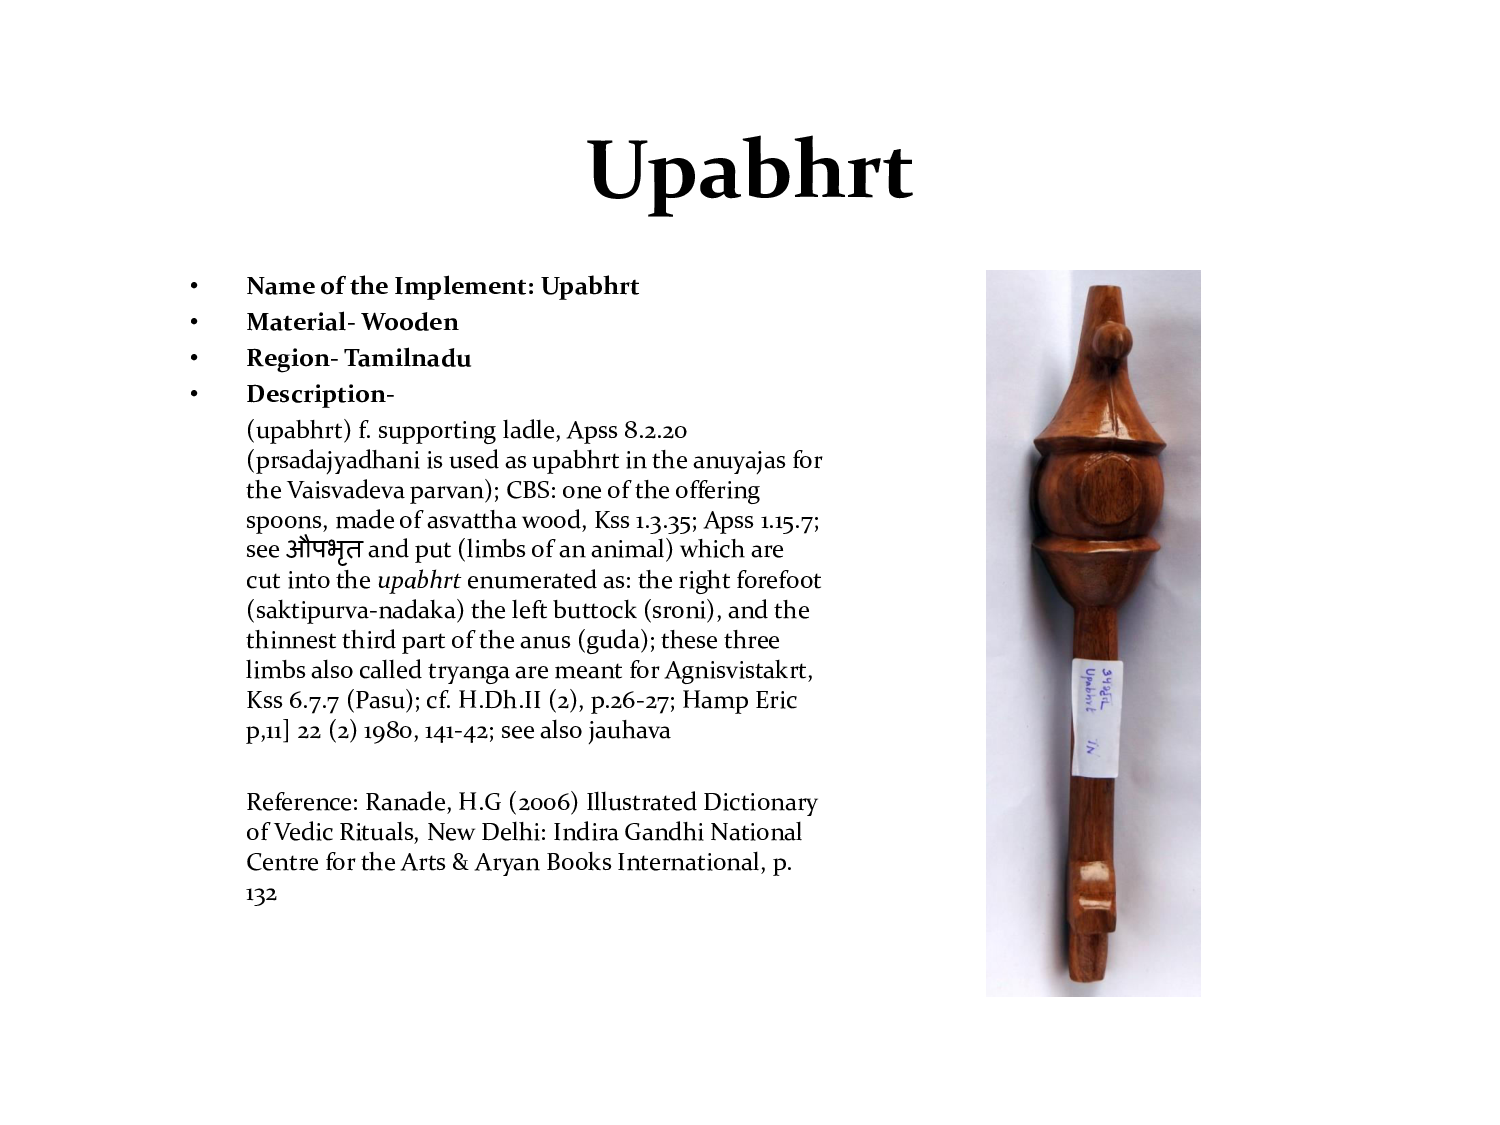 Upabhrt
• Name of the Implement: Upabhrt
• Material- Wooden
• Region- Tamilnadu
• Description-
(upabhrt) f. supporting ladle, Apss 8.2.20
(prsadajyadhani is used as upabhrt in the anuyajas for
the Vaisvadeva parvan); CBS: one of the offering
spoons, made of asvattha wood, Kss 1.3.35; Apss 1.15.7;
see औपभृत and put (limbs of an animal) which are
cut into the upabhrt enumerated as: the right forefoot
(saktipurva-nadaka) the left buttock (sroni), and the
thinnest third part of the anus (guda); these three
limbs also called tryanga are meant for Agnisvistakrt,
Kss 6.7.7 (Pasu); cf. H.Dh.II (2), p.26-27; Hamp Eric
p,11] 22 (2) 1980, 141-42; see also jauhava
Reference: Ranade, H.G (2006) Illustrated Dictionary
of Vedic Rituals, New Delhi: Indira Gandhi National
Centre for the Arts & Aryan Books International, p.
132
Upabhrt TN